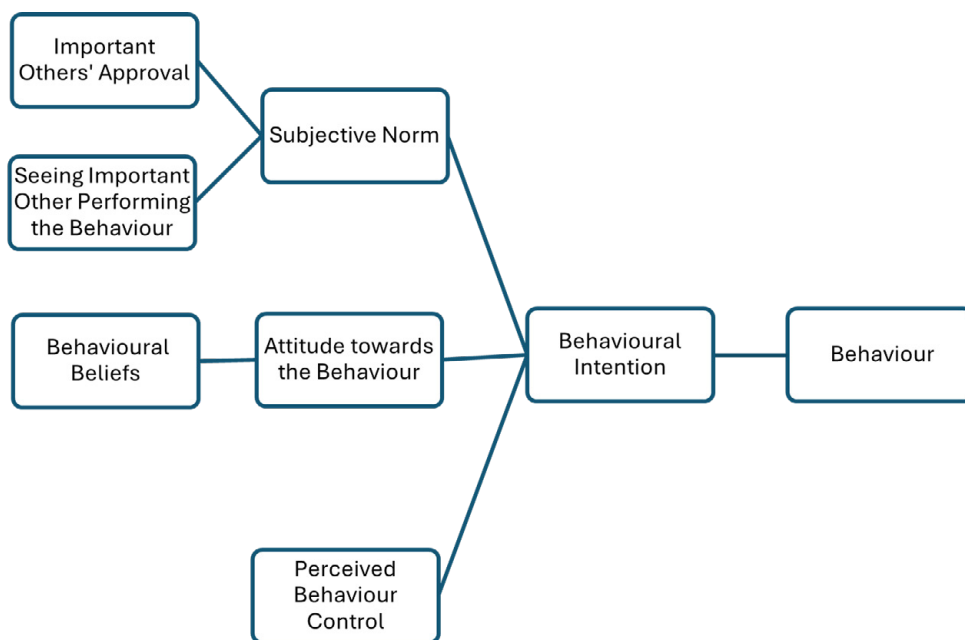 Important
Others' Approval
Subjective Norm
Seeing Important
Other Performing
the Behaviour
Behavioural
Beliefs
Attitude towards
the Behaviour
Behavioural
Intention
Behaviour
Perceived
Behaviour
Control